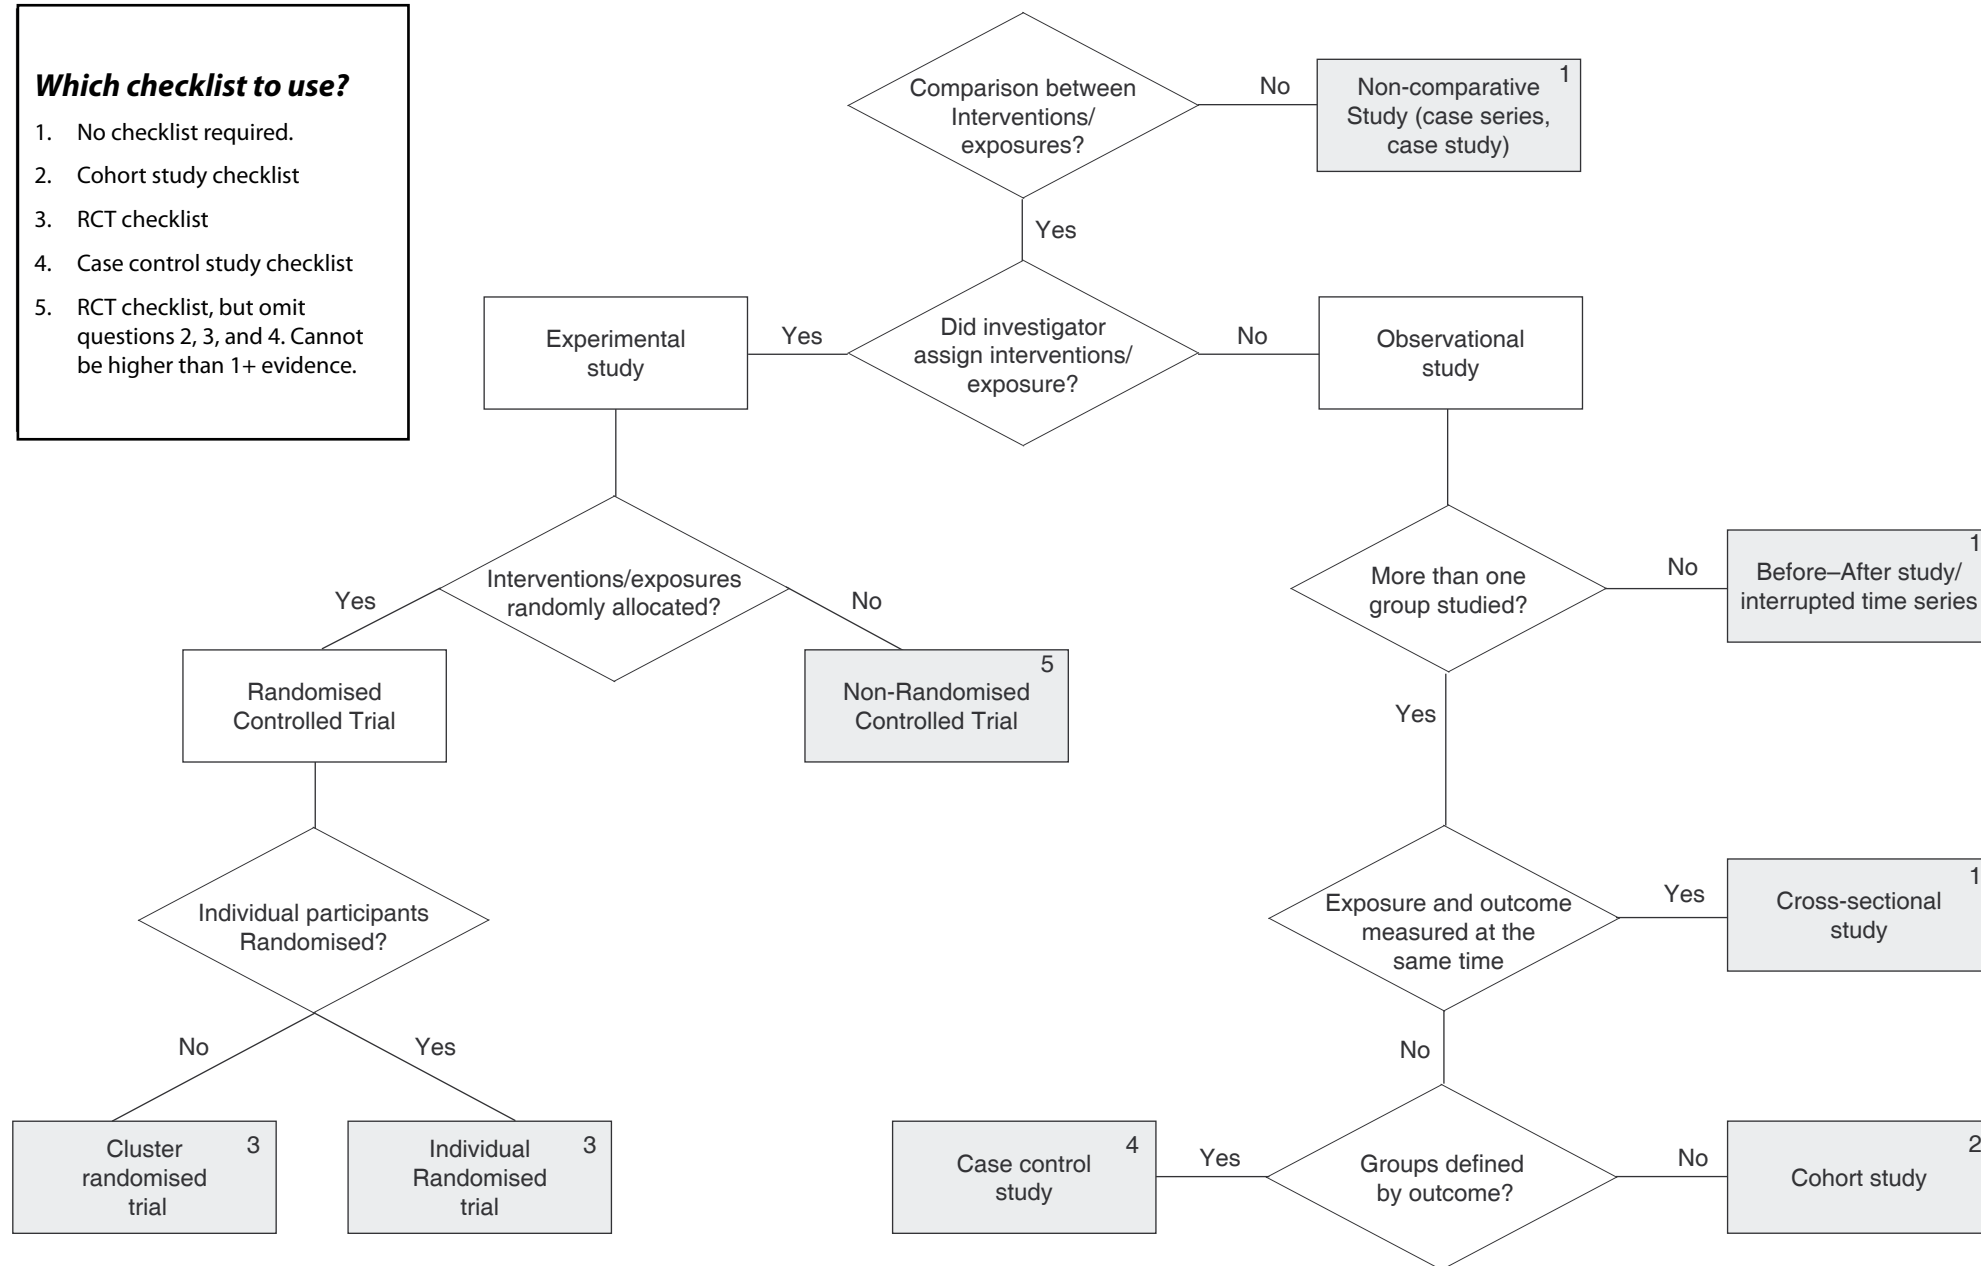 Which checklist to use?
1. No checklist required.
2. Cohort study checklist
3. RCT checklist
4. Case control study checklist
5. RCT checklist, but omit
questions 2, 3, and 4. Cannot
be higher than 1+ evidence.
Comparison between
Interventions/
exposures?
No
Non-comparative
Study (case series,
case study)
1
Yes
Experimental
study
Yes
Did investigator
assign interventions/
exposure?
No
Observational
study
Yes
Interventions/exposures
randomly allocated?
No
More than one
group studied?
No
Before–After study/
interrupted time series
1
Randomised
Controlled Trial
Non-Randomised
Controlled Trial
5
Yes
Individual participants
Randomised?
Exposure and outcome
measured at the
same time
Yes
Cross-sectional
study
1
No
Yes
No
Cluster
randomised
trial
3
Individual
Randomised
trial
3
Case control
study
4
Yes
Groups defined
by outcome?
No
Cohort study
2